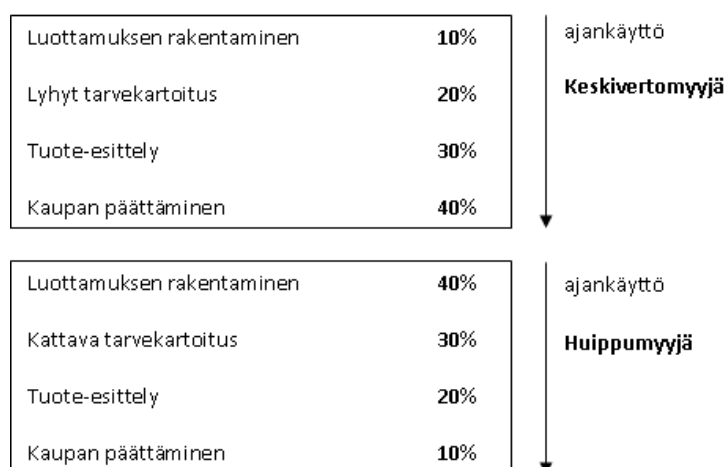 Luottamuksen rakentaminen 10% ajankäyttö
Lyhyt tarvekartoitus 20% Keskivertomyyjä
Tuote-esittely 30%
Kaupan päättäminen 40%
Luottamuksen rakentaminen 40% ajankäyttö
Kattava tarvekartoitus 30% Huippumyyjä
Tuote-esittely 20%
Kaupan päättäminen 10%